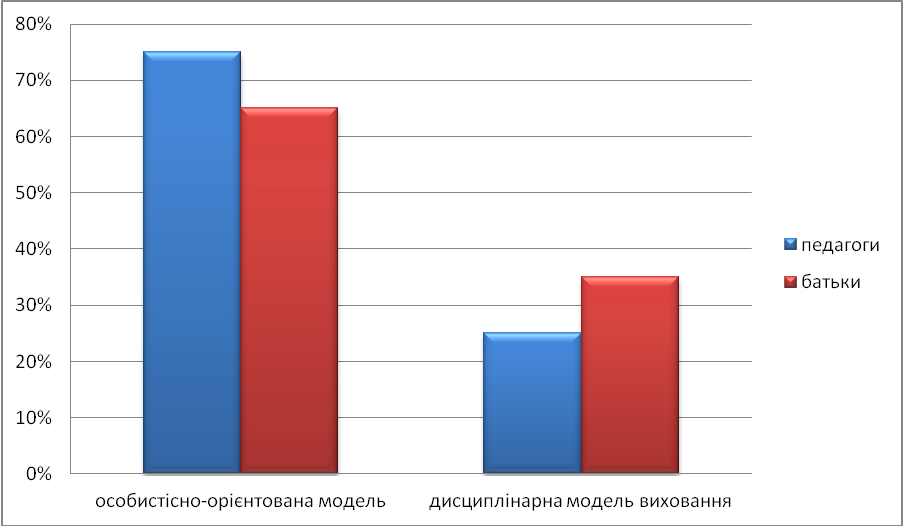 80%
70%
60%
50%
40%
30%
20%
10%
0%
особистісно-орієнтована модель
дисциплінарна модель виховання
педагоги
батьки